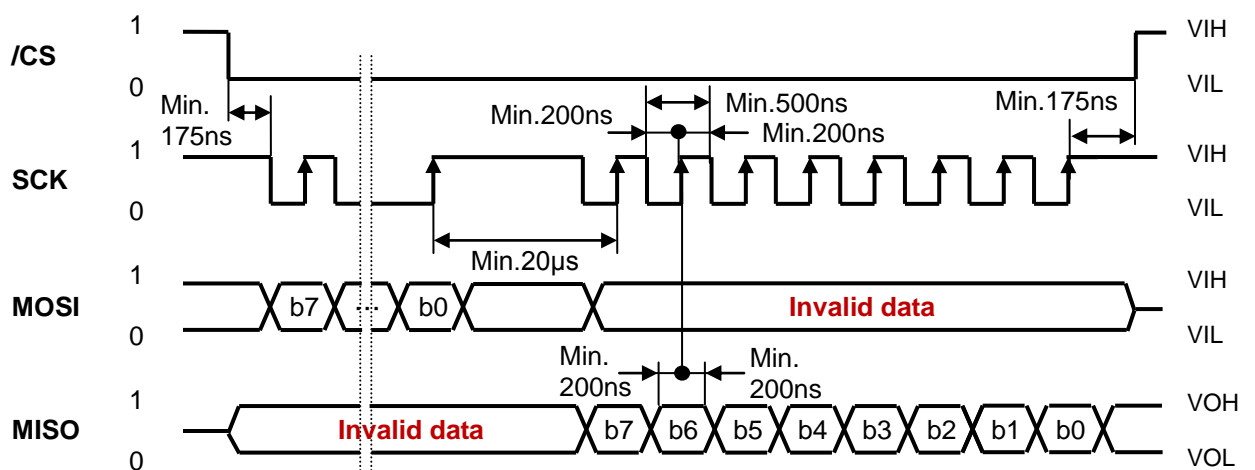 /CS
1
0
VIH
VIL
Min.
175ns
Min.200ns
Min.500ns
Min.200ns
Min.175ns
SCK
1
0
VIH
VIL
Min.20µs
MOSI
1
0
b7
...
b0
Invalid data
VIH
VIL
Min.
200ns
Min.
200ns
MISO
1
0
Invalid data
b7
b6
b5
b4
b3
b2
b1
b0
VOH
VOL